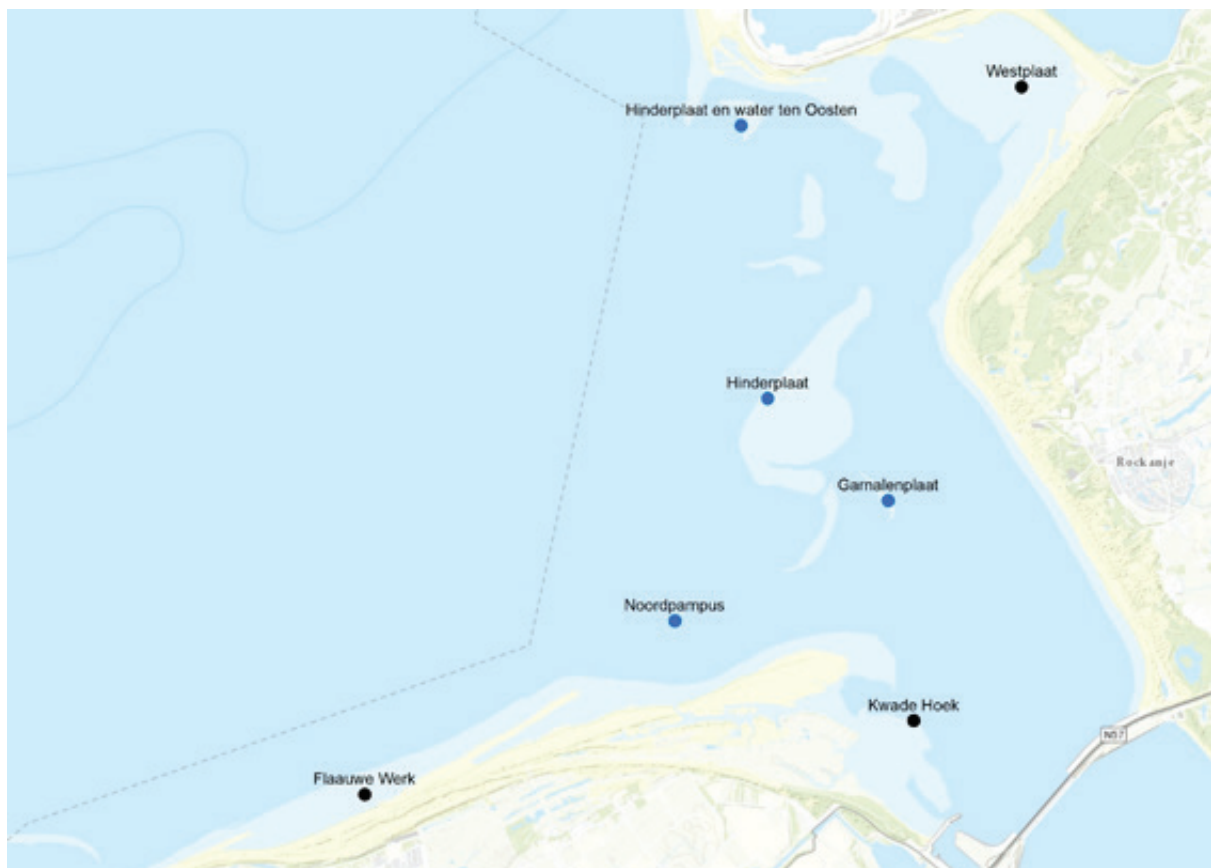 Westplaat
Hinderplaat en water ten Oosten
Hinderplaat
Rockanje
Garnalenplaat
Noordpampus
Kwade Hoek
N57
Flaauwe Werk